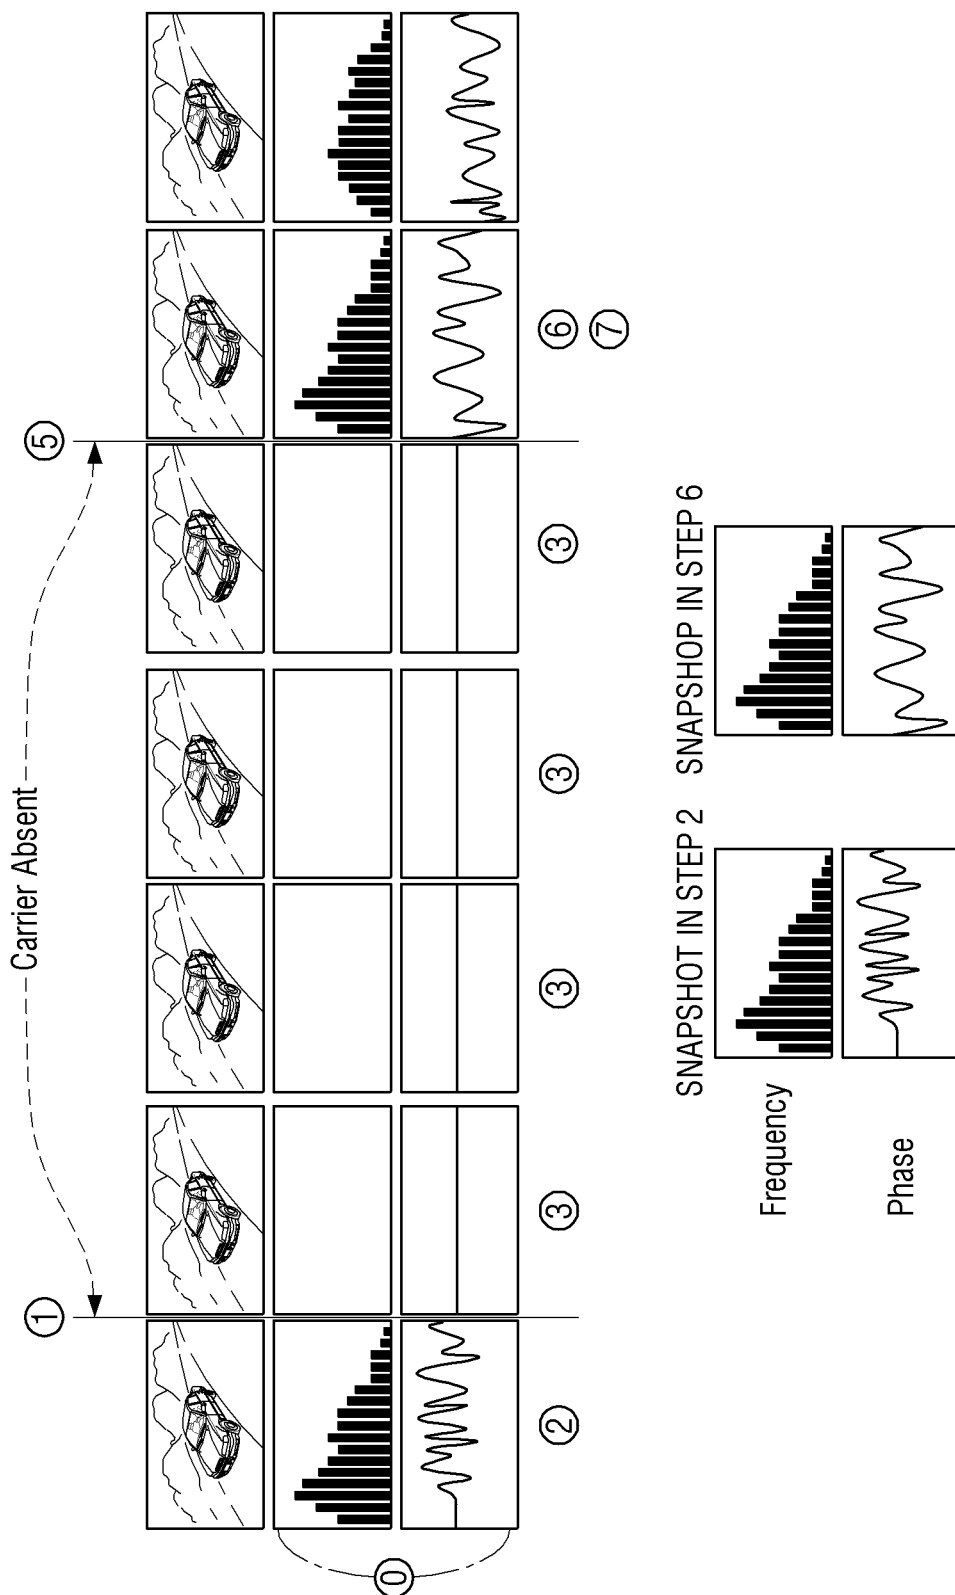 Carrier Absent
①
⑤
⓪
②
③
③
③
③
⑥
⑦
SNAPSHOT IN STEP 2
SNAPSHOP IN STEP 6
Frequency
Phase